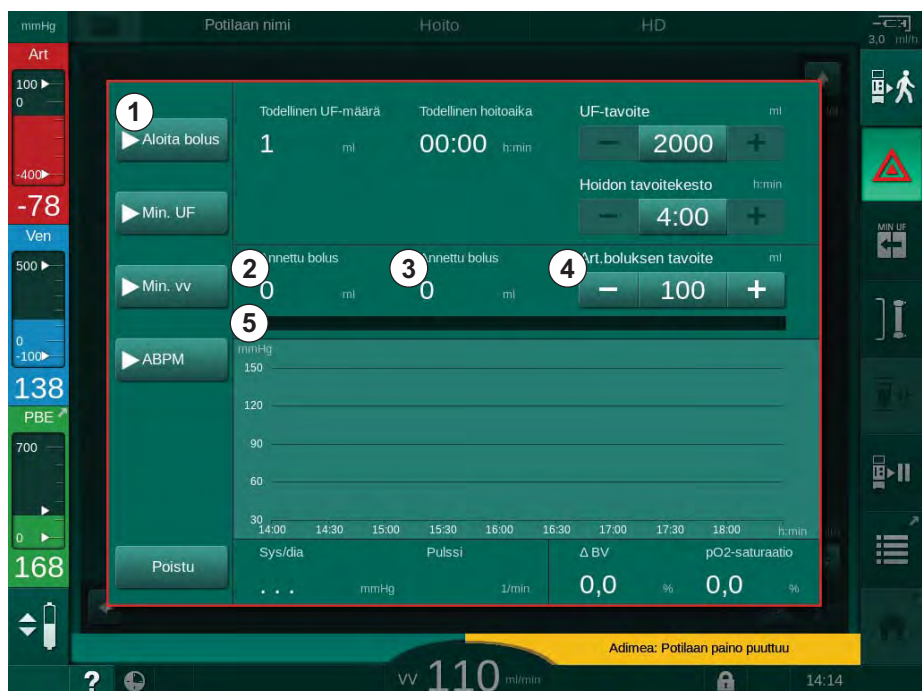 mmHg Potilaan nimi Hoito HD 3,0 ml/h
Art
100
0
-400
-78
Ven
500
0
-100
138
PBE
700
0
168
1
Aloita bolus
Min. UF
Min. vv
ABPM
Poistu
Todellinen UF-määrä Todellinen hoitoaika UF-tavoite ml
1 ml 00:00 h:min − 2000 +
Hoidon tavoitekesto h:min
− 4:00 +
2 nnettu bolus 3 nnettu bolus 4 Art.boluksen tavoite ml
0 ml 0 ml − 100 +
5
mmHg
150
120
90
60
30
14:00 14:30 15:00 15:30 16:00 16:30 17:00 17:30 18:00 h:min
Sys/dia Pulssi Δ BV pO2-saturaatio
. . . mmHg 1/min 0,0 % 0,0 %
MIN UF
Adimea: Potilaan paino puuttuu
? VV 110 ml/min 14:14